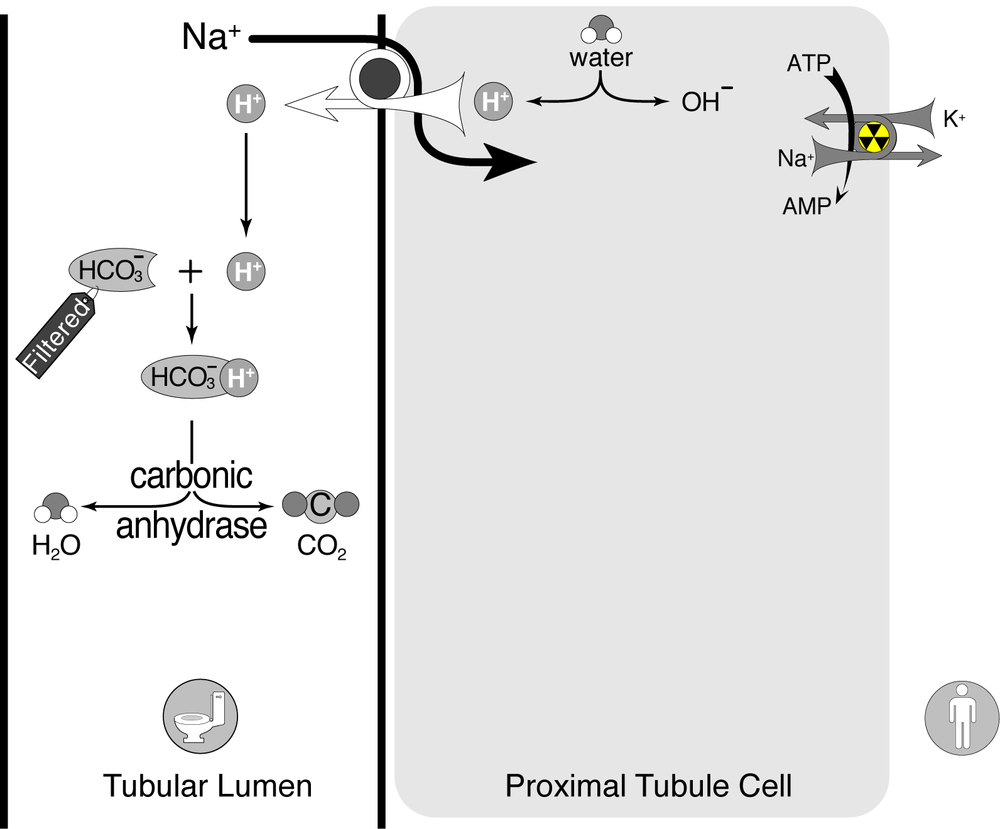 Na⁺
water
ATP
H⁺
H⁺
OH⁻
K⁺
Na⁺
AMP
HCO₃⁻ + H⁺
Filtered
HCO₃⁻ H⁺
carbonic
anhydrase
C
H₂O
CO₂
Tubular Lumen
Proximal Tubule Cell